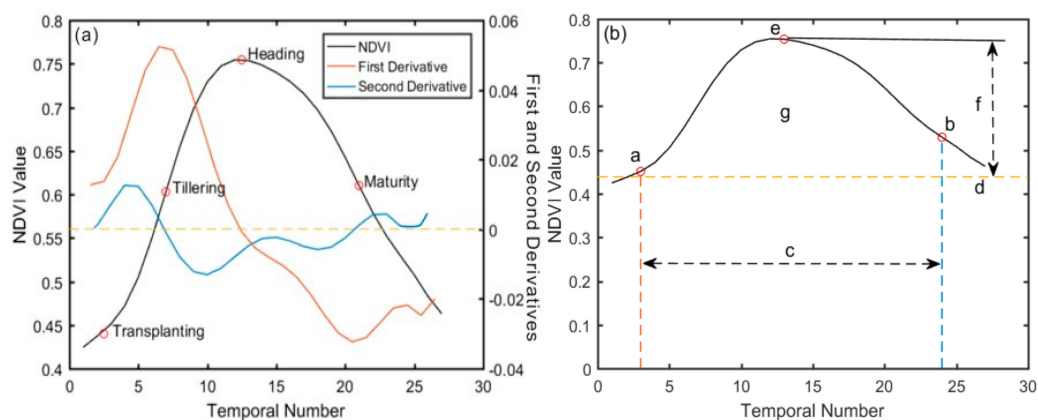 (a)
NDVI
First Derivative
Second Derivative
Heading
Tillering
Maturity
Transplanting
NDVI Value
0.75
0.7
0.65
0.6
0.55
0.5
0.45
0.4
0.06
0.04
0.02
0
-0.02
-0.04
First and Second Derivatives
0 5 10 15 20 25 30
Temporal Number
(b)
e
f
g
a
b
d
c
NDVI Value
0.8
0.7
0.6
0.5
0.4
0.3
0.2
0.1
0
0 5 10 15 20 25 30
Temporal Number